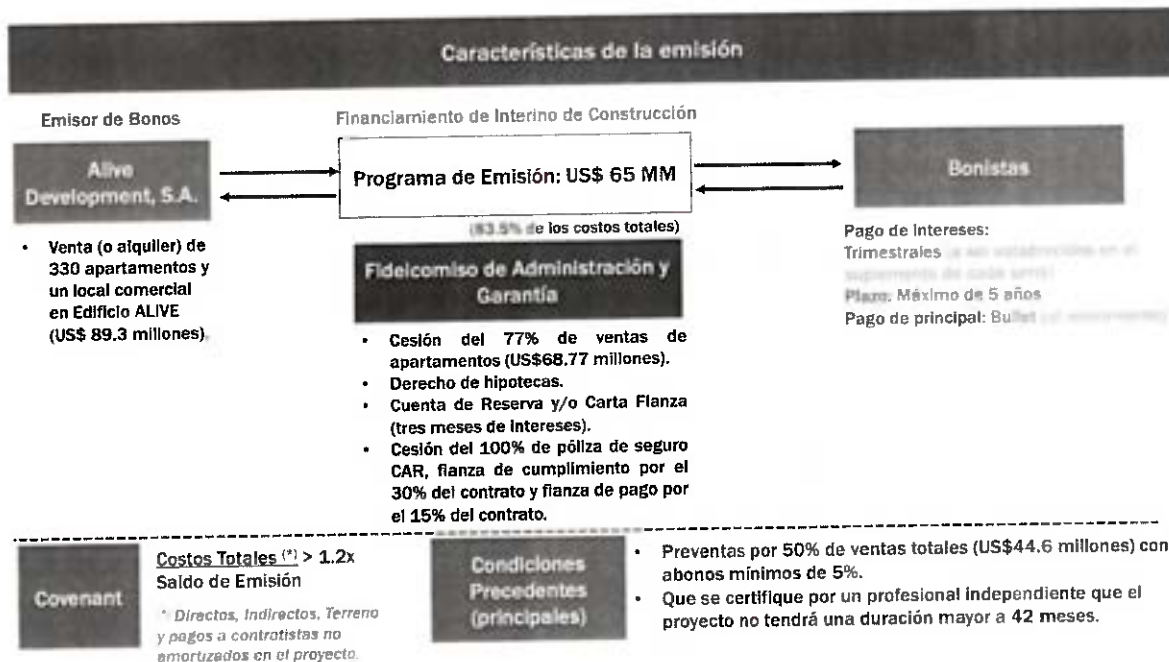 Características de la emisión
Emisor de Bonos
Alive
Development, S.A.
• Venta (o alquiler) de
330 apartamentos y
un local comercial
en Edificio ALIVE
(US$ 89.3 millones).
Financiamiento de Interino de Construcción
Programa de Emisión: US$ 65 MM
de los costos totales)
Fideicomiso de Administración y
Garantía
• Cesión del 77% de ventas de
apartamentos (US$68.77 millones).
• Derecho de hipotecas.
• Cuenta de Reserva y/o Carta Fianza
(tres meses de intereses).
• Cesión del 100% de póliza de seguro
CAR, fianza de cumplimiento por el
30% del contrato y fianza de pago por
el 15% del contrato.
Bonistas
Pago de intereses:
Trimestrales
suplemento de cada
Plazo: Máximo de 5 años
Pago de principal: Bullet
Covenant
Costos Totales (*) > 1.2x
Saldo de Emisión
* Directos, Indirectos, Terreno
y pagos a contratistas no
amortizados en el proyecto.
Condiciones
Precedentes
(principales)
• Preventas por 50% de ventas totales (US$44.6 millones) con
abonos mínimos de 5%.
• Que se certifique por un profesional independiente que el
proyecto no tendrá una duración mayor a 42 meses.